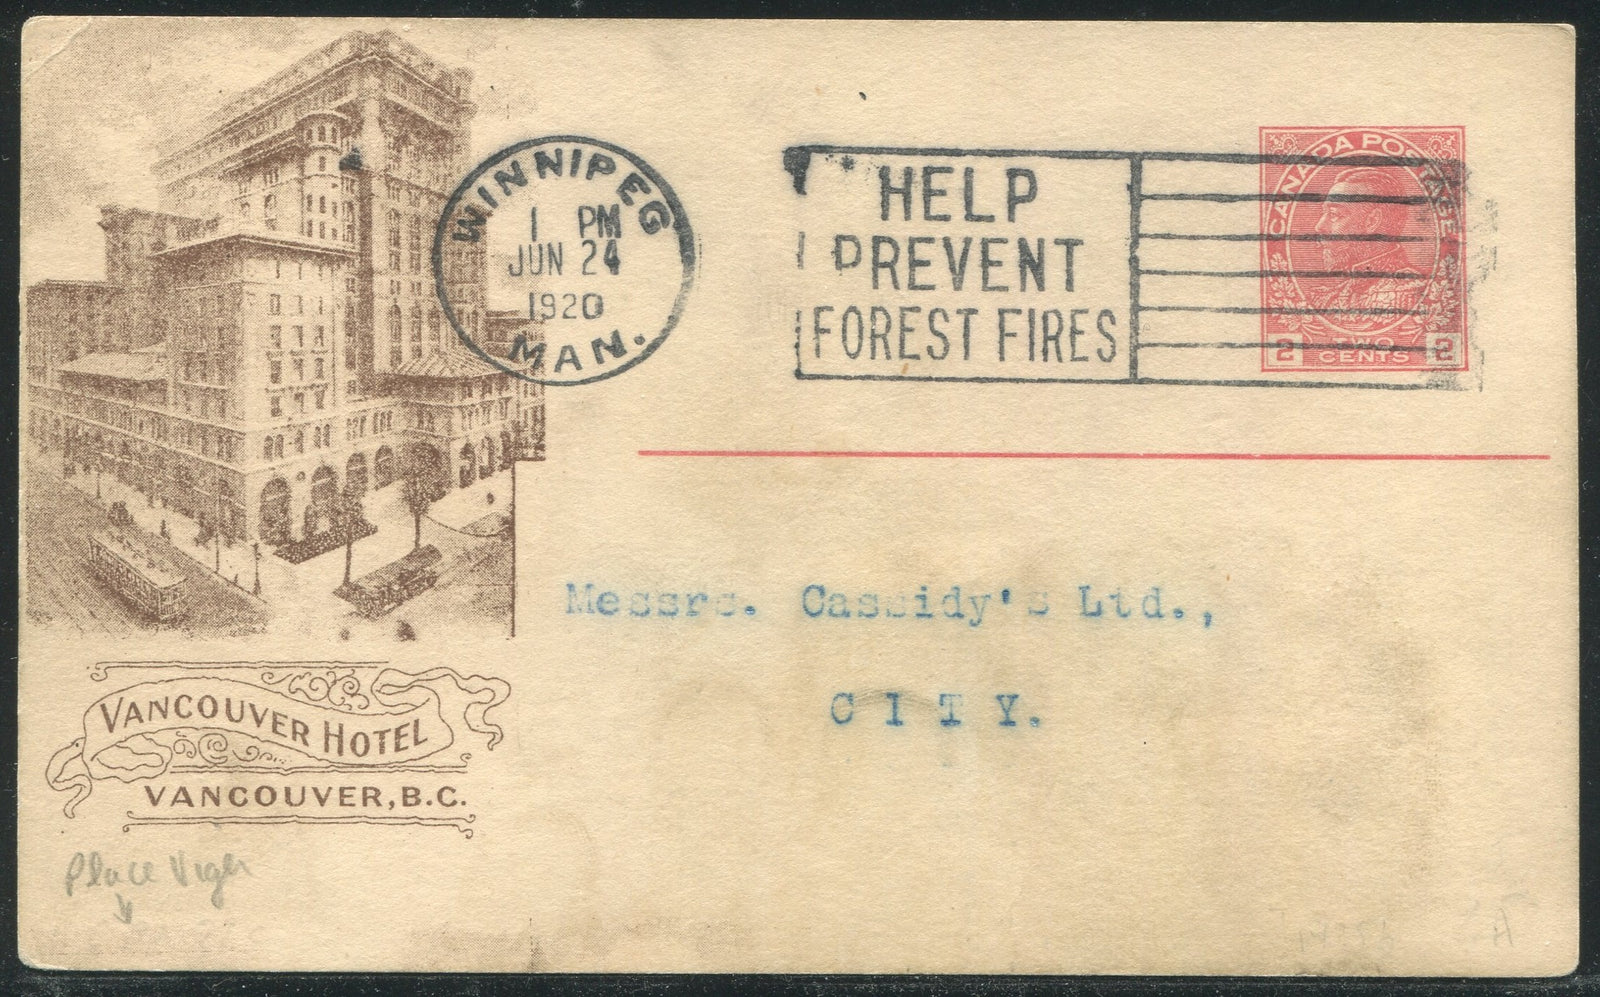 WINNIPEG
1 PM
JUN 24
1920
MAN.
HELP
PREVENT
FOREST FIRES
CANADA POSTAGE
2 TWO CENTS 2
Messrs. Cassidy's Ltd.,
CITY.
VANCOUVER HOTEL
VANCOUVER, B.C.
Place Viger